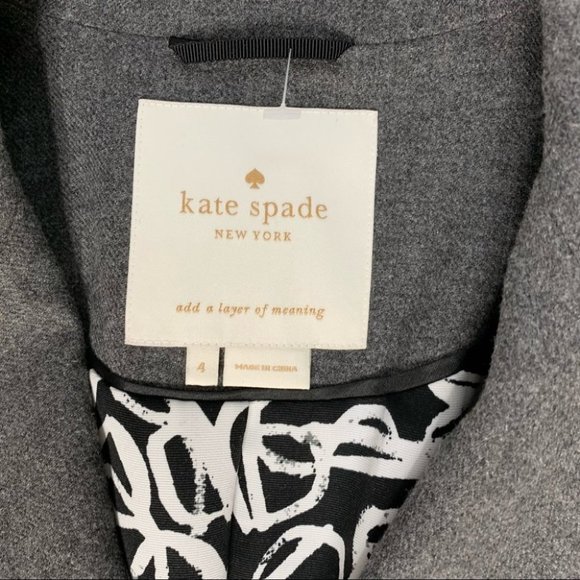 kate spade
NEW YORK
add a layer of meaning
4
MADE IN CHINA